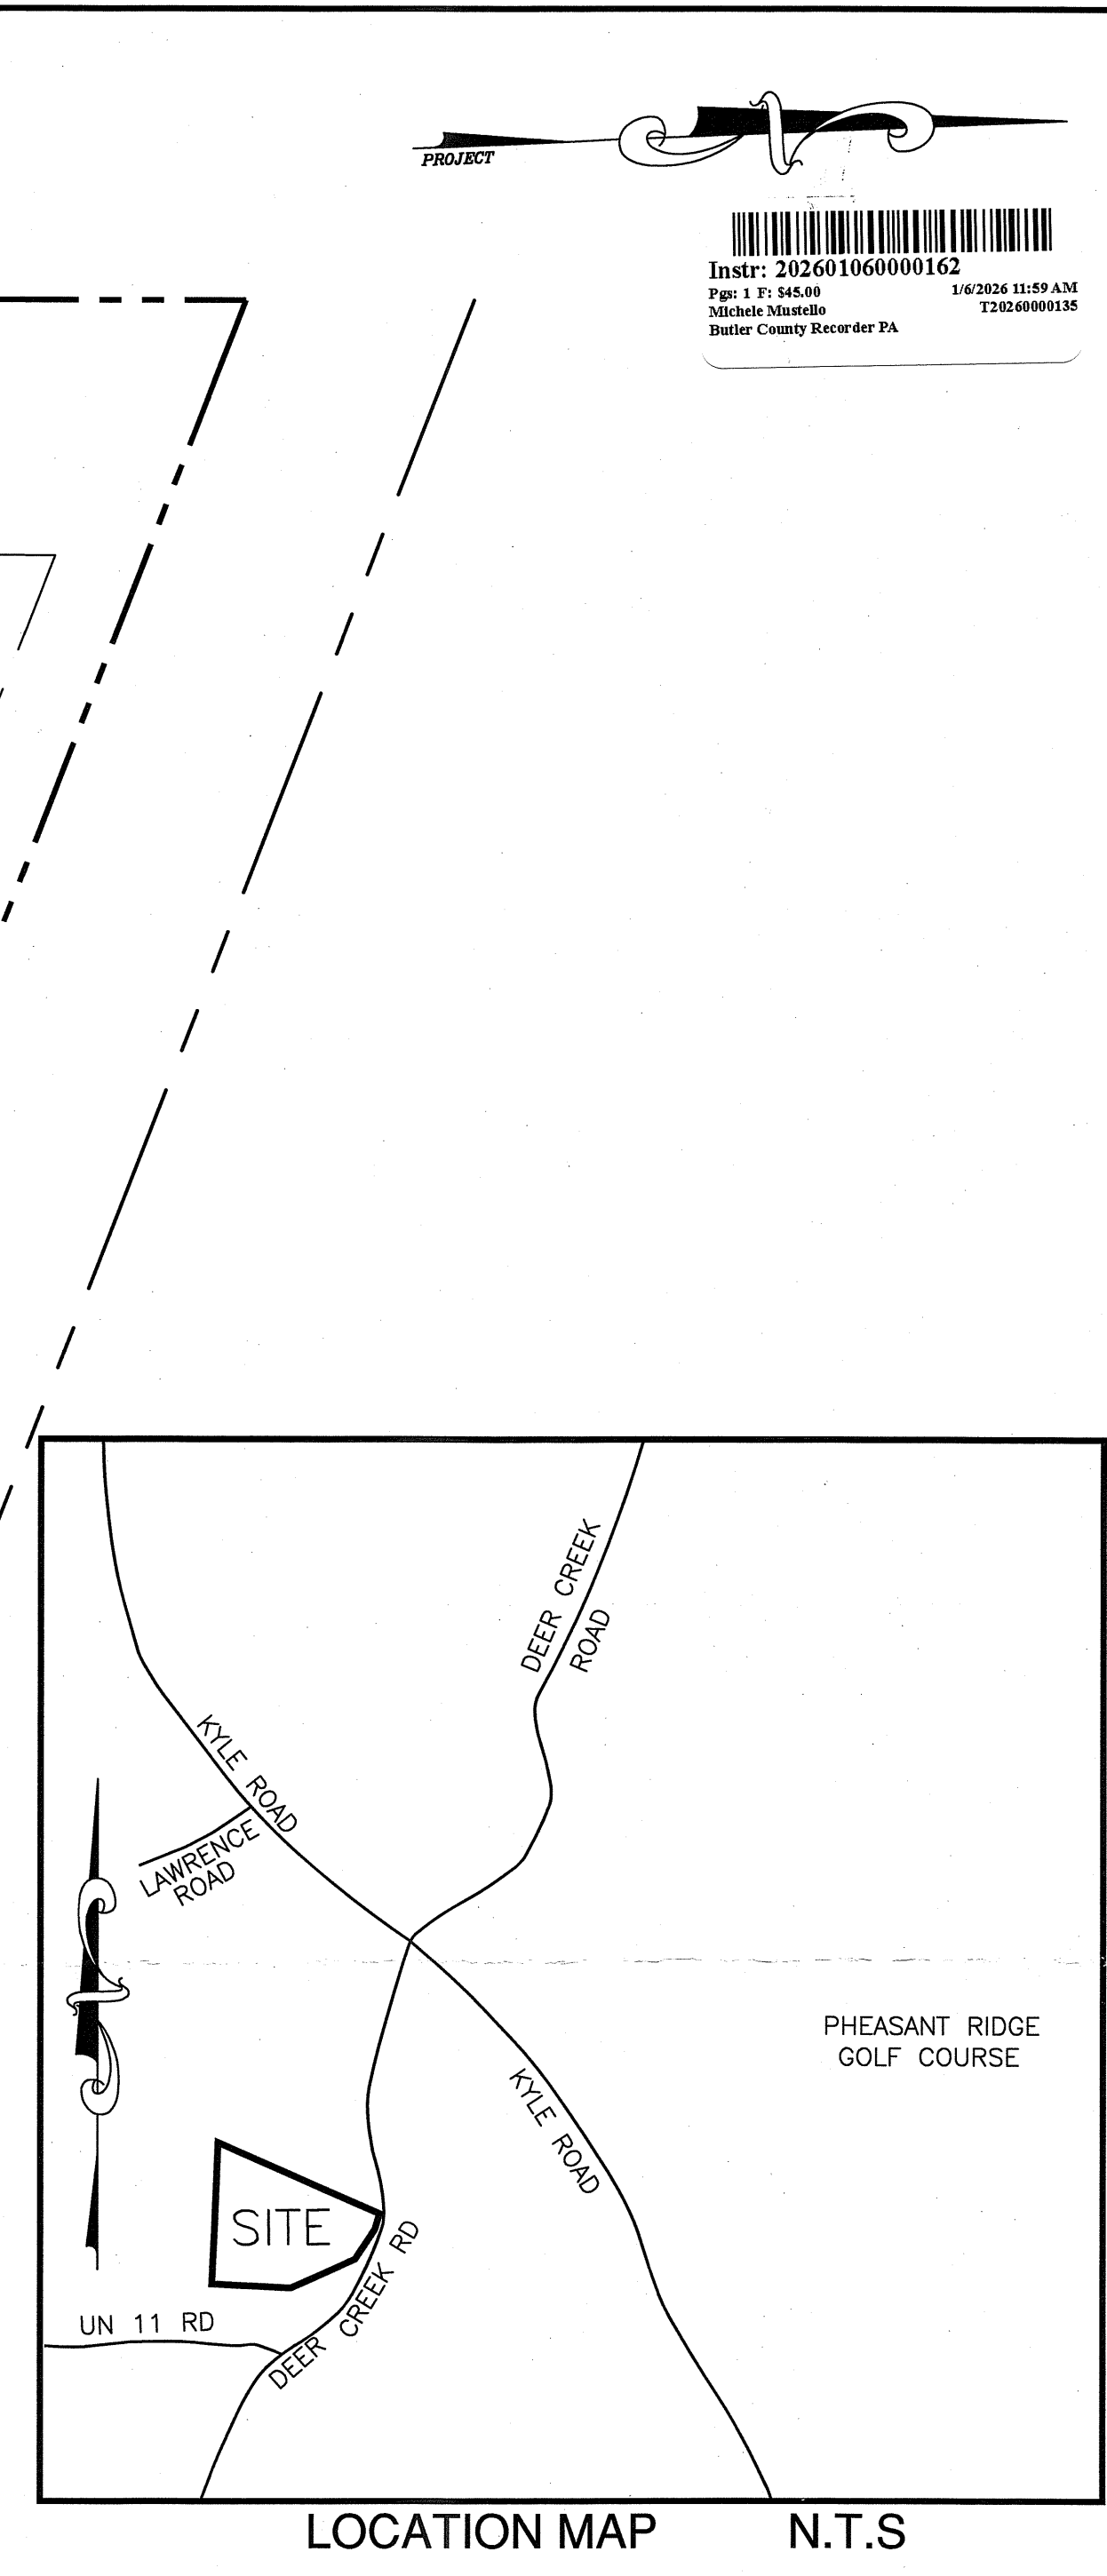 PROJECT
Instr: 202601060000162
Pgs: 1 F: $45.00 1/6/2026 11:59 AM
Michele Mustello T20260000135
Butler County Recorder PA
DEER CREEK
ROAD
KYLE ROAD
LAWRENCE
ROAD
PHEASANT RIDGE
GOLF COURSE
KYLE ROAD
SITE
DEER CREEK RD
UN 11 RD
LOCATION MAP N.T.S